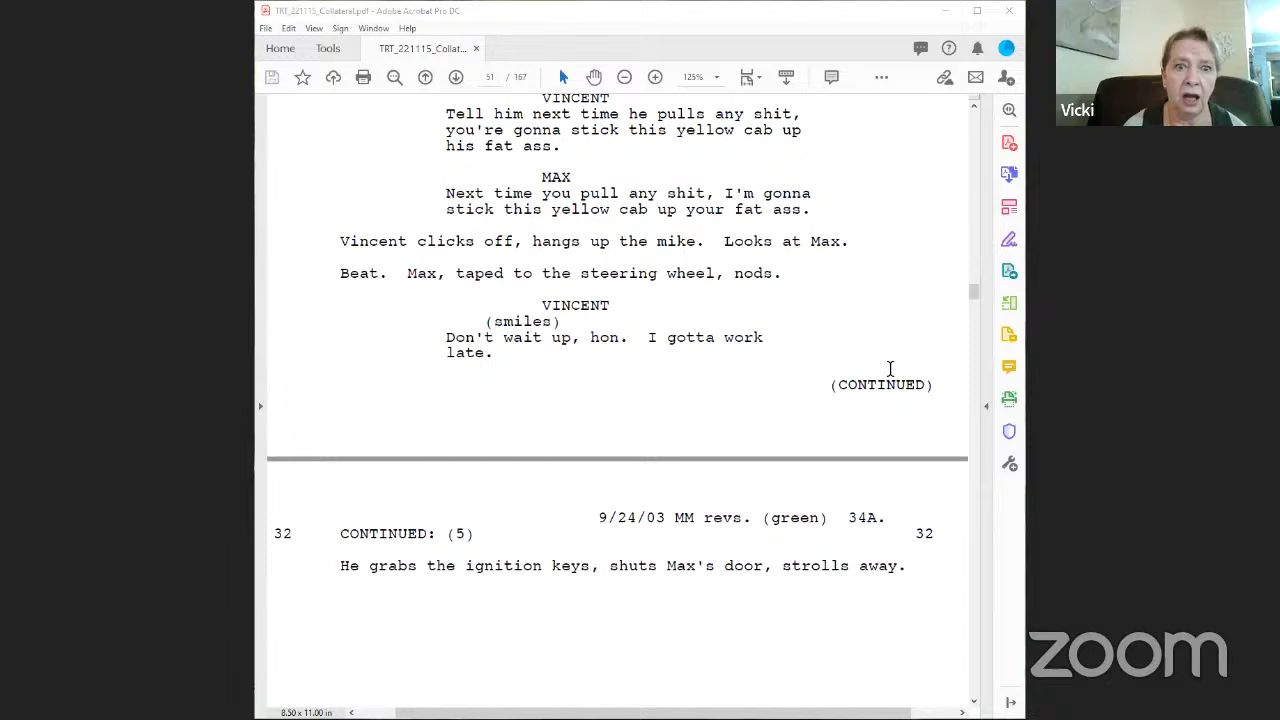 TRT_221115_Collateral.pdf - Adobe Acrobat Pro DC
File Edit View Sign Window Help
Home Tools TRT_221115_Collat... ×
51 / 167 125%
VINCENT
Tell him next time he pulls any shit,
you're gonna stick this yellow cab up
his fat ass.
MAX
Next time you pull any shit, I'm gonna
stick this yellow cab up your fat ass.
Vincent clicks off, hangs up the mike. Looks at Max.
Beat. Max, taped to the steering wheel, nods.
VINCENT
(smiles)
Don't wait up, hon. I gotta work
late.
(CONTINUED)
9/24/03 MM revs. (green) 34A.
32 CONTINUED: (5) 32
He grabs the ignition keys, shuts Max's door, strolls away.
8.50 x 11.00 in
Vicki
zoom